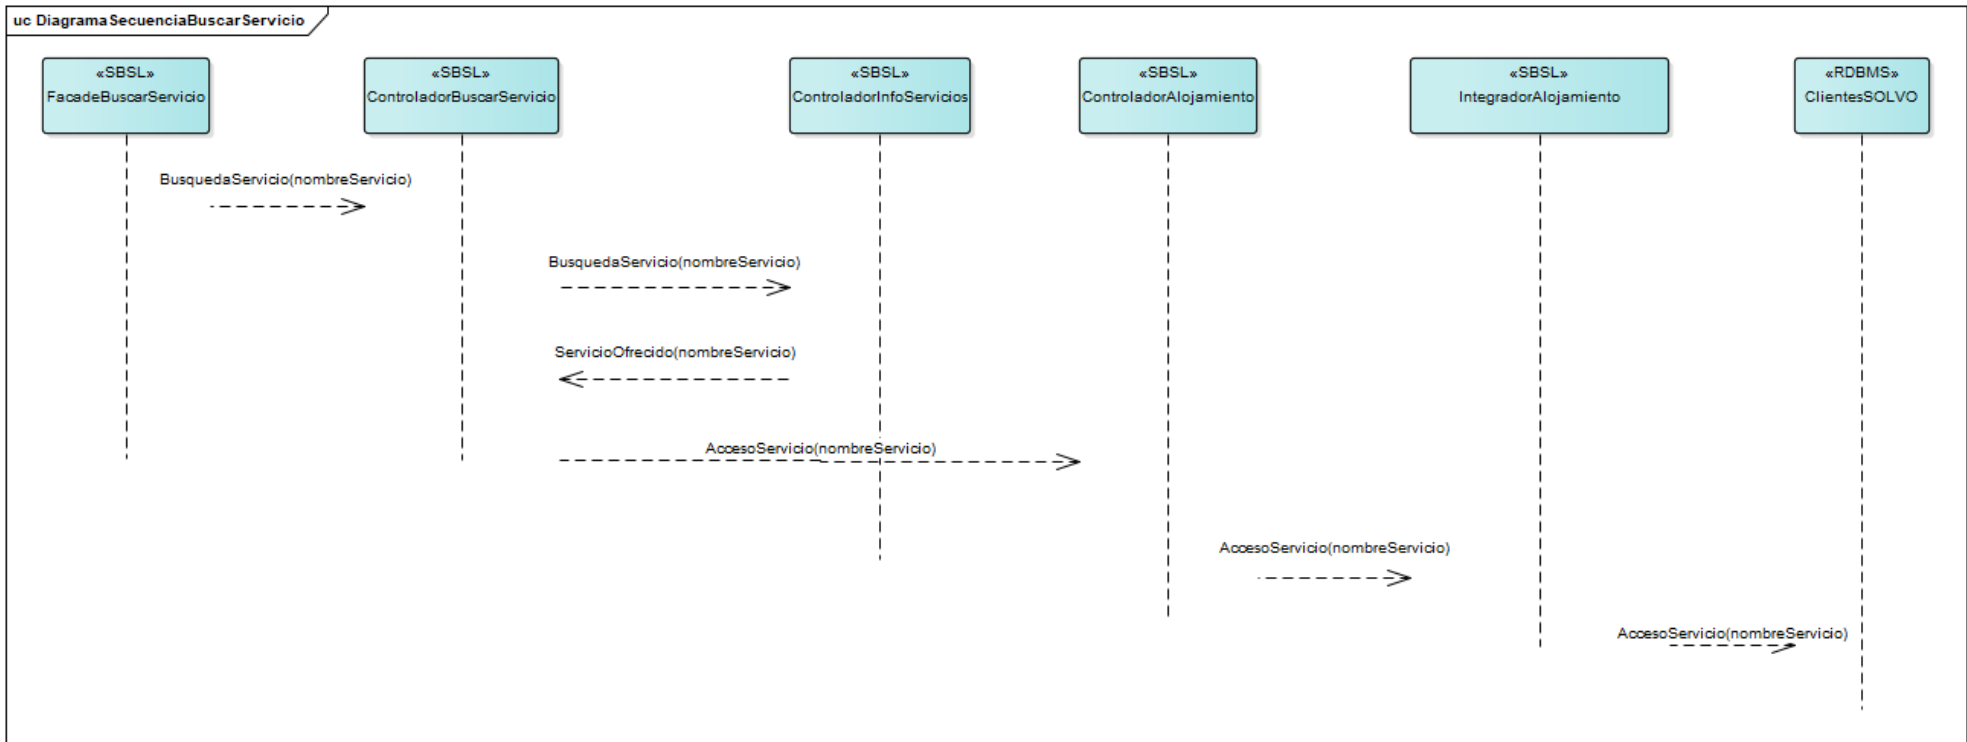 uc DiagramaSecuenciaBuscarServicio
«SBSL»
FacadeBuscarServicio
«SBSL»
ControladorBuscarServicio
«SBSL»
ControladorInfoServicios
«SBSL»
ControladorAlojamiento
«SBSL»
IntegradorAlojamiento
«RDBMS»
ClientesSOLVO
BusquedaServicio(nombreServicio)
BusquedaServicio(nombreServicio)
ServicioOfrecido(nombreServicio)
AccesoServicio(nombreServicio)
AccesoServicio(nombreServicio)
AccesoServicio(nombreServicio)